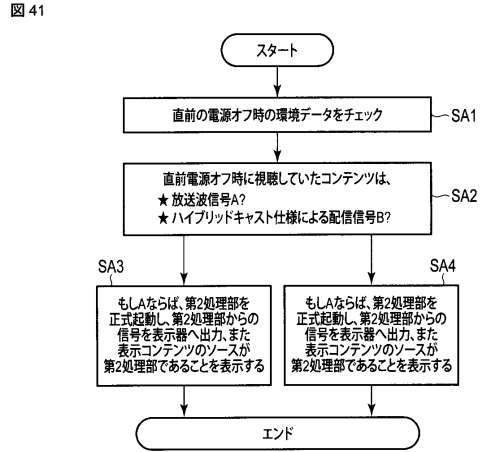 図 41
スタート
直前の電源オフ時の環境データをチェック
SA1
直前電源オフ時に視聴していたコンテンツは、
★ 放送波信号A?
★ ハイブリッドキャスト仕様による配信信号B?
SA2
SA3
もしAならば、第2処理部を
正式起動し、第2処理部からの
信号を表示器へ出力、また
表示コンテンツのソースが
第2処理部であることを表示する
SA4
もしAならば、第2処理部を
正式起動し、第2処理部からの
信号を表示器へ出力、また
表示コンテンツのソースが
第2処理部であることを表示する
エンド